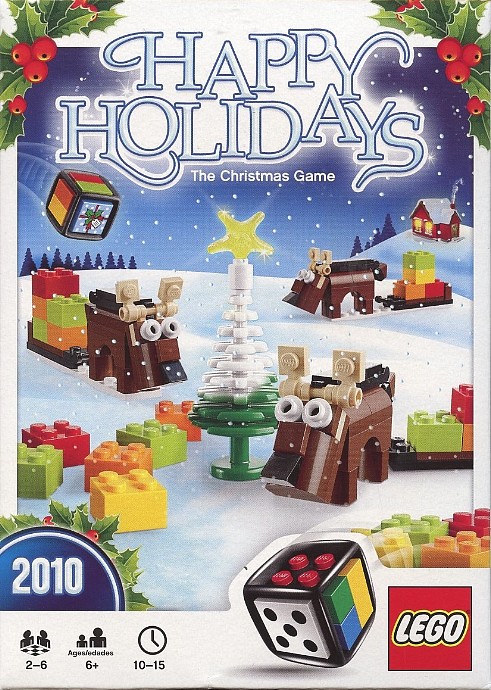 HAPPY
HOLIDAYS
The Christmas Game
2010
2–6
Ages/edades
6+
10–15
LEGO